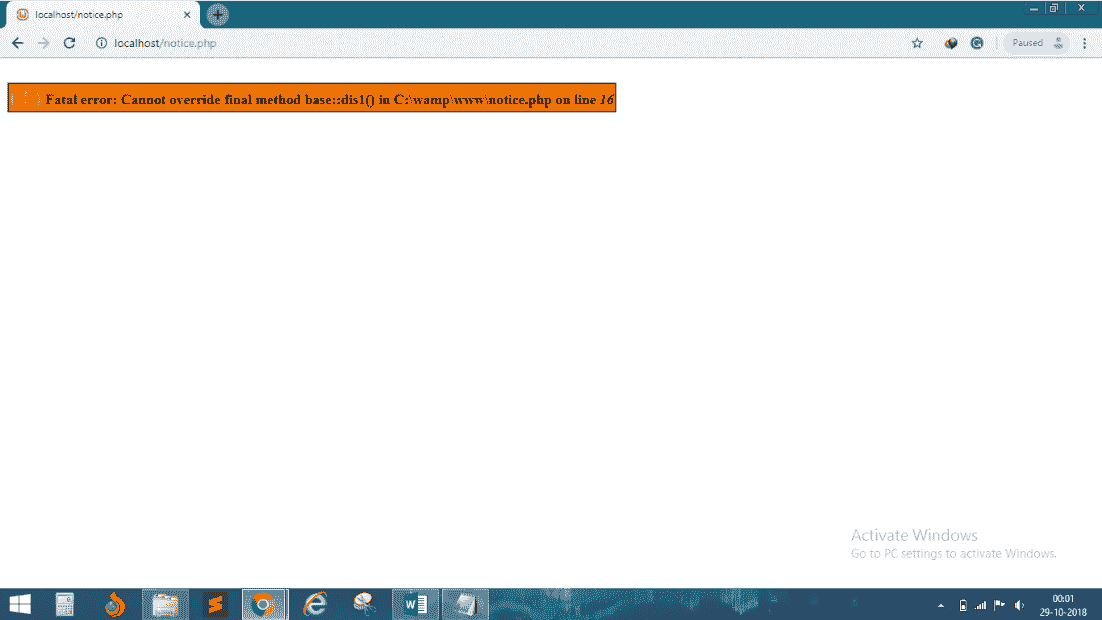 localhost/notice.php
localhost/notice.php
Paused
( ! ) Fatal error: Cannot override final method base::dis1() in C:\wamp\www\notice.php on line 16
Activate Windows
Go to PC settings to activate Windows.
00:01
29-10-2018